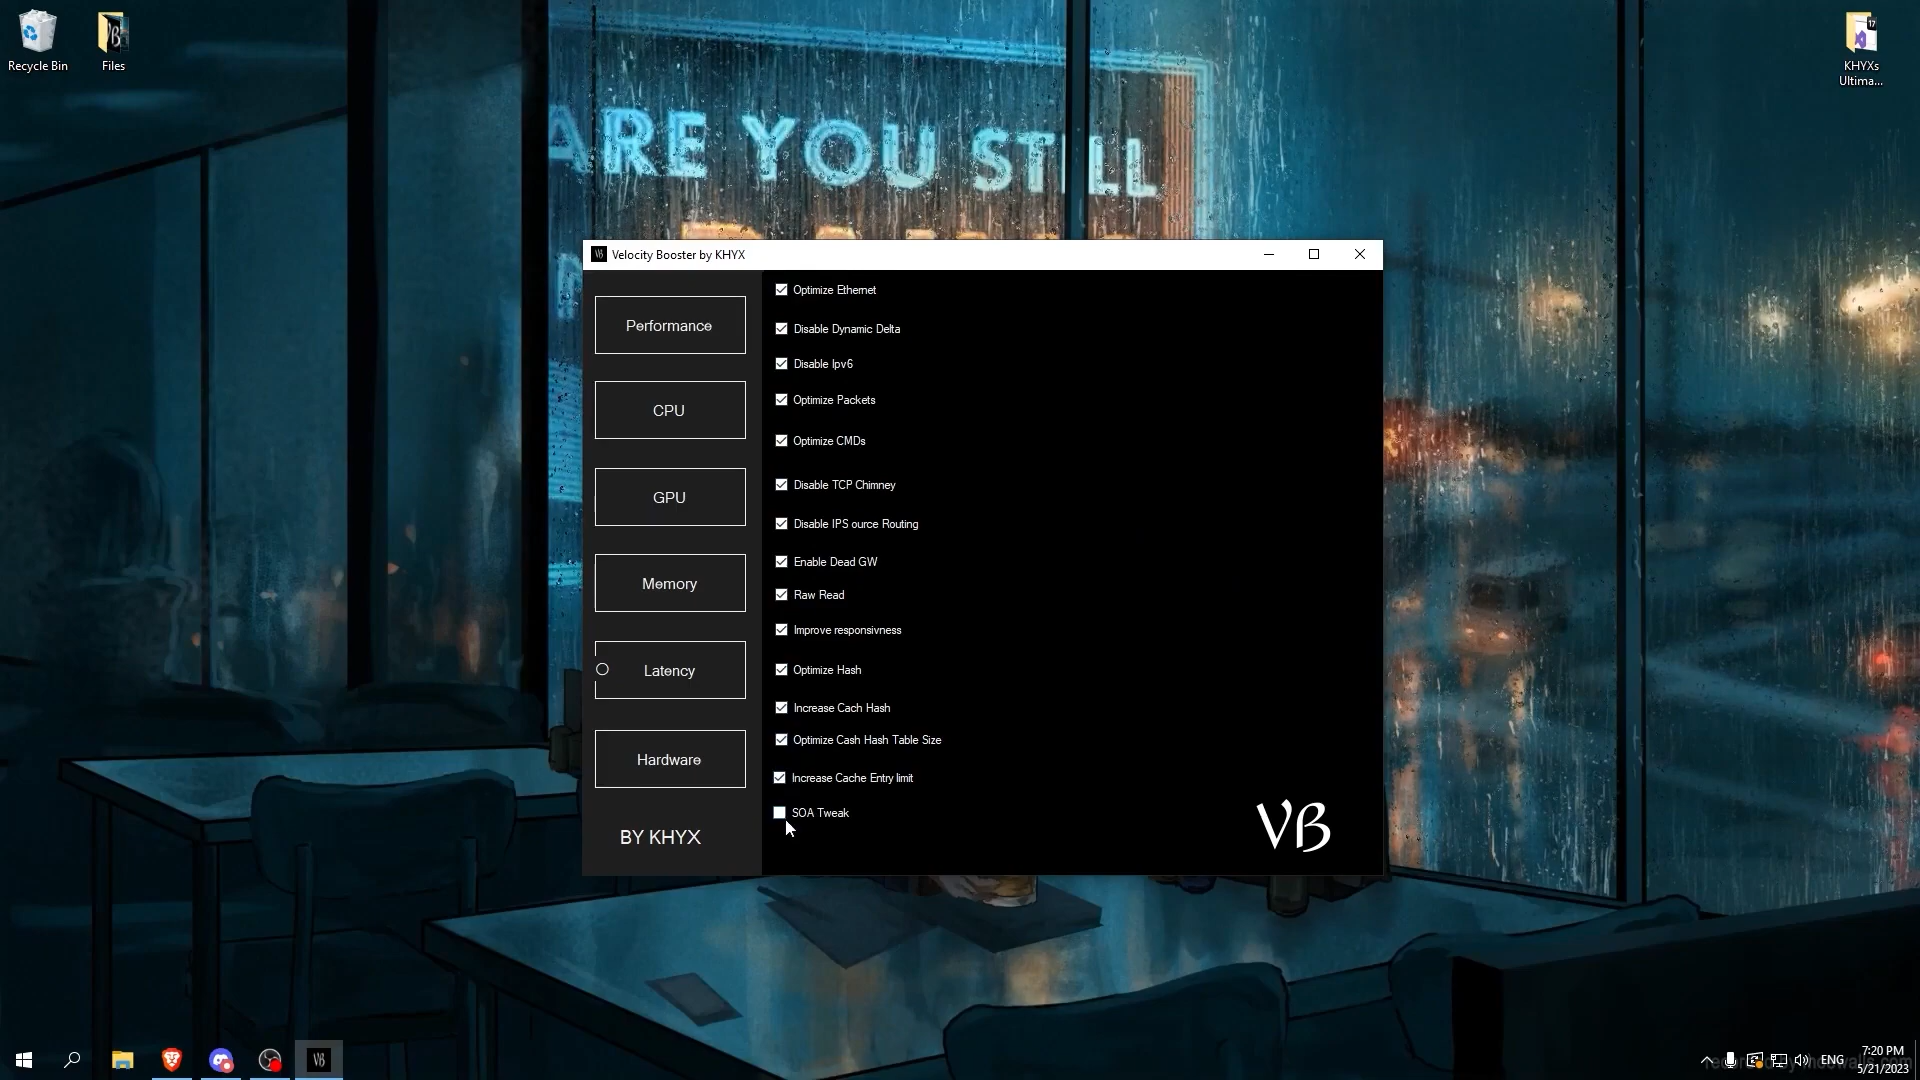 Recycle Bin
Files
KHYXs
Ultima...
ARE YOU STILL
Velocity Booster by KHYX
Performance
CPU
GPU
Memory
Latency
Hardware
BY KHYX
Optimize Ethernet
Disable Dynamic Delta
Disable Ipv6
Optimize Packets
Optimize CMDs
Disable TCP Chimney
Disable IPS ource Routing
Enable Dead GW
Raw Read
Improve responsivness
Optimize Hash
Increase Cach Hash
Optimize Cash Hash Table Size
Increase Cache Entry limit
SOA Tweak
VB
ENG
7:20 PM
5/21/2023